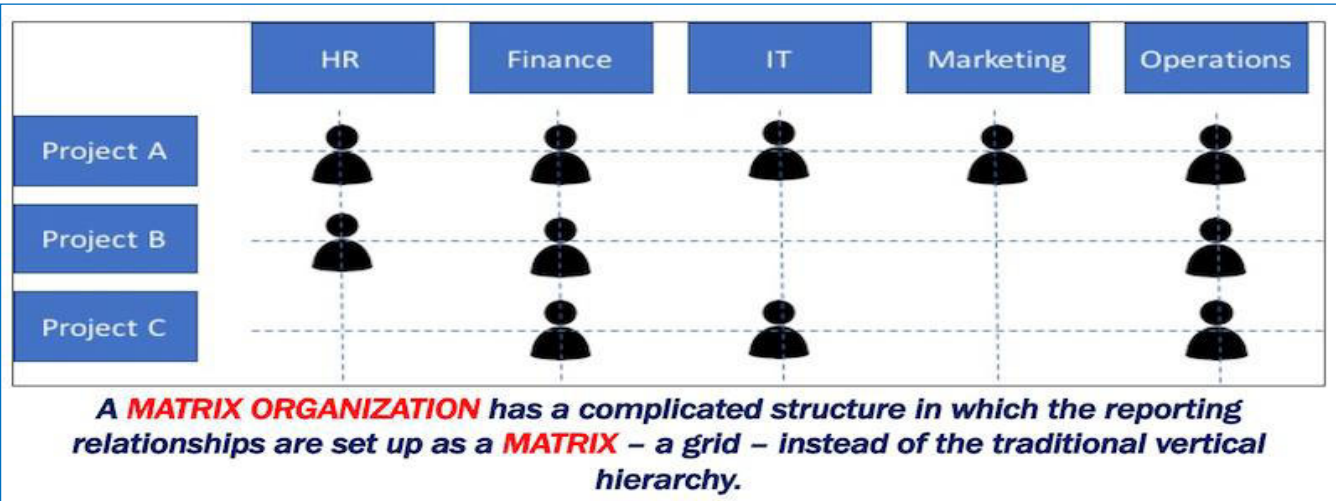 HR Finance IT Marketing Operations
Project A
Project B
Project C
A MATRIX ORGANIZATION has a complicated structure in which the reporting
relationships are set up as a MATRIX – a grid – instead of the traditional vertical
hierarchy.